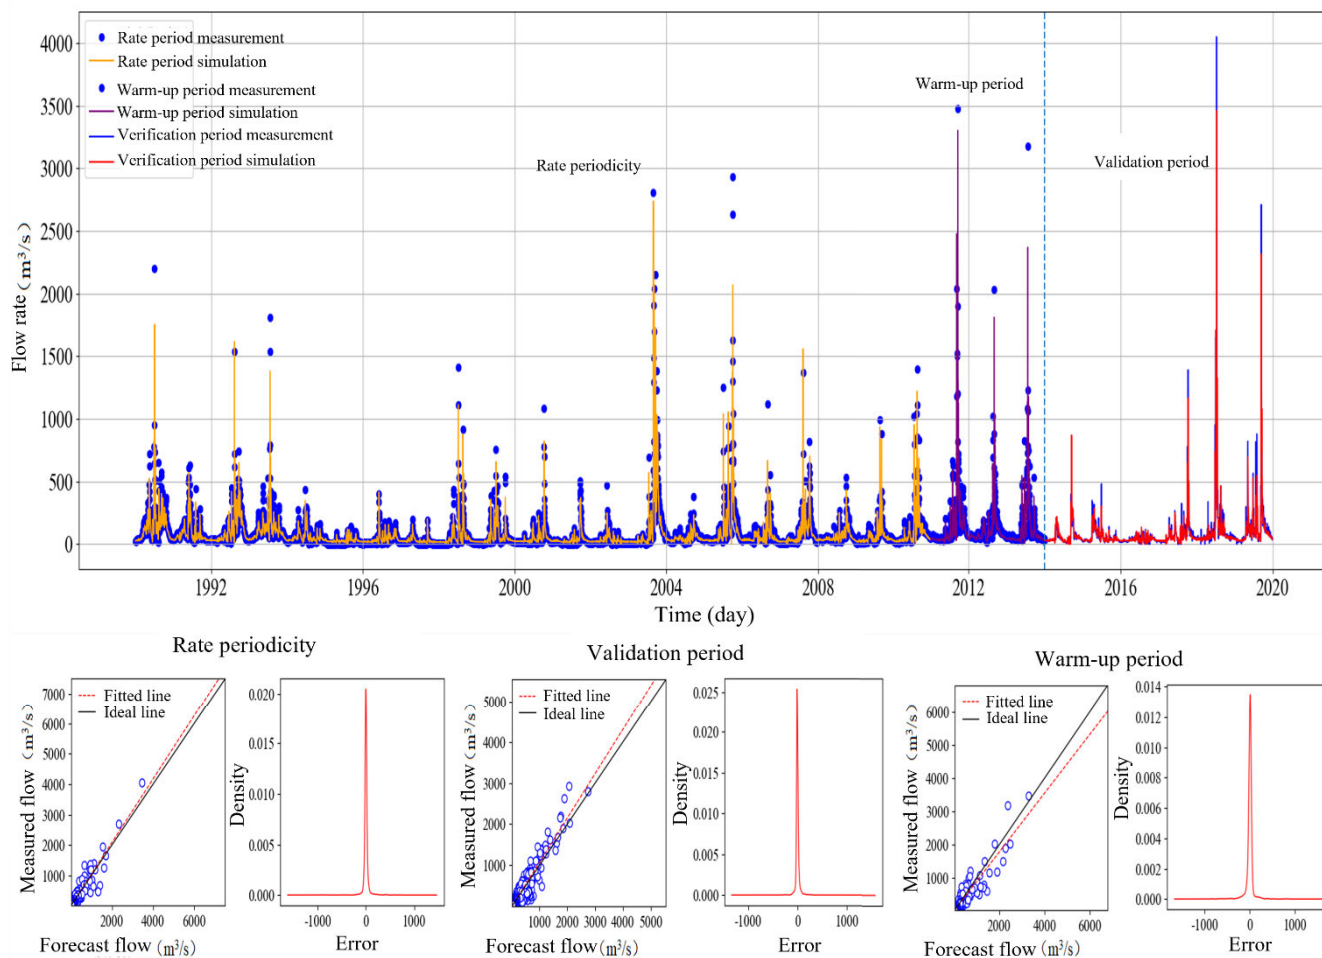 Rate period measurement
Rate period simulation
Warm-up period measurement
Warm-up period simulation
Verification period measurement
Verification period simulation
Warm-up period
Rate periodicity
Validation period
4000
3500
3000
2500
2000
1500
1000
500
0
Flow rate（m³/s）
1992
1996
2000
2004
2008
2012
2016
2020
Time (day)
Rate periodicity
Validation period
Warm-up period
Fitted line
Ideal line
7000
6000
5000
4000
3000
2000
1000
Measured flow（m³/s）
2000
4000
6000
Forecast flow（m³/s）
0.020
0.015
0.010
0.005
0.000
Density
-1000
0
1000
Error
Fitted line
Ideal line
5000
4000
3000
2000
1000
Measured flow（m³/s）
1000
2000
3000
4000
5000
Forecast flow（m³/s）
0.025
0.020
0.015
0.010
0.005
0.000
Density
-1000
0
1000
Error
Fitted line
Ideal line
6000
5000
4000
3000
2000
1000
Measured flow（m³/s）
2000
4000
6000
Forecast flow（m³/s）
0.014
0.012
0.010
0.008
0.006
0.004
0.002
0.000
Density
-1000
0
1000
Error